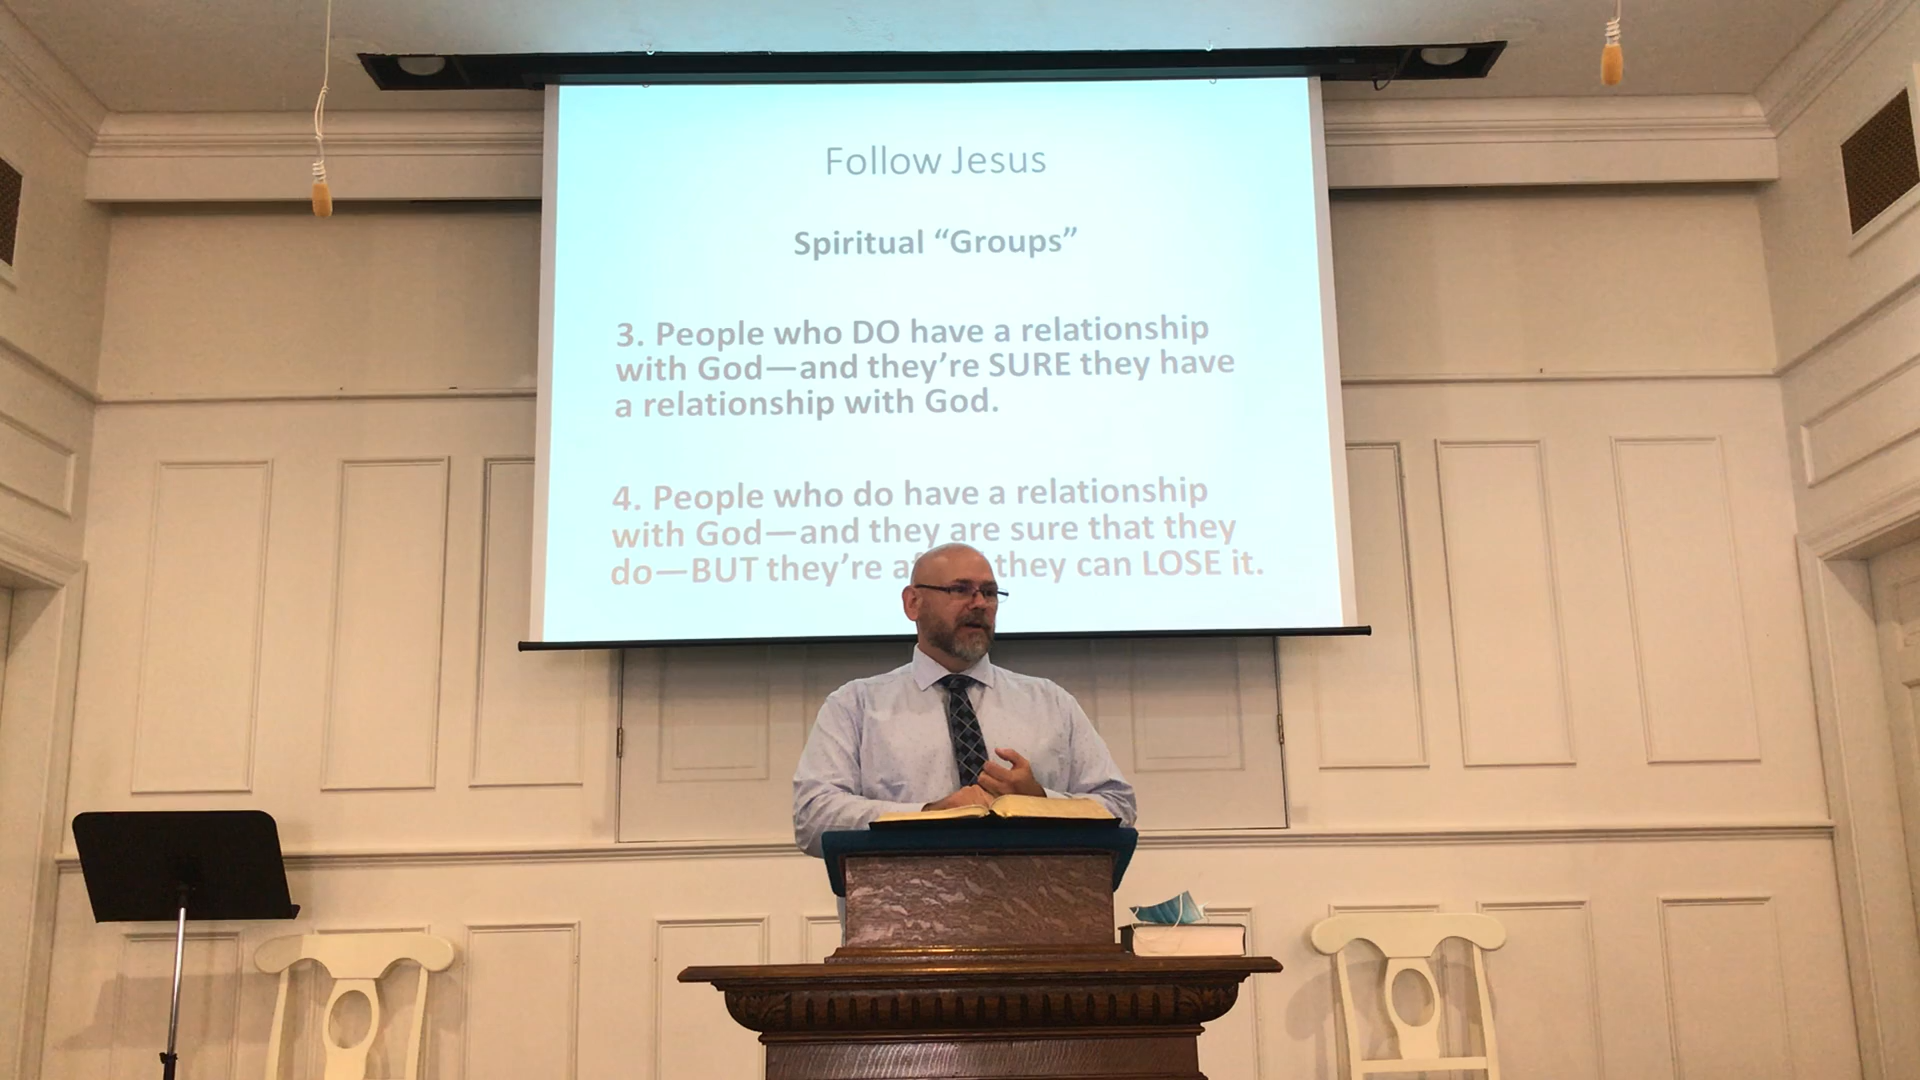 Follow Jesus
Spiritual “Groups”
3. People who DO have a relationship
with God—and they’re SURE they have
a relationship with God.
4. People who do have a relationship
with God—and they are sure that they
do—BUT they’re they can LOSE it.